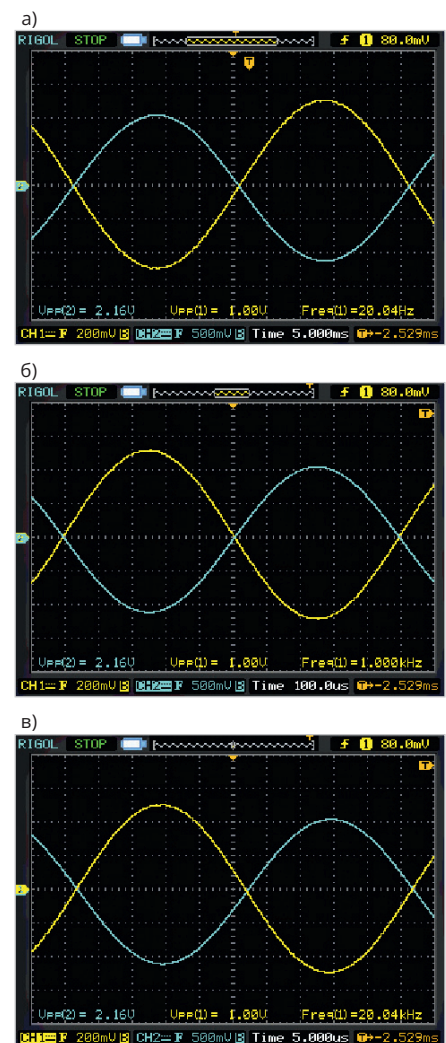 а)
RIGOL STOP 1 80.0mV
T
Vpp(2)= 2.16V Vpp(1)= 1.00V Freq(1)=20.04Hz
CH1 F 200mV B CH2 F 500mV B Time 5.000ms T→-2.529ms
б)
RIGOL STOP 1 80.0mV
T
Vpp(2)= 2.16V Vpp(1)= 1.00V Freq(1)=1.000kHz
CH1 F 200mV B CH2 F 500mV B Time 100.0us T→-2.529ms
в)
RIGOL STOP 1 80.0mV
T
Vpp(2)= 2.16V Vpp(1)= 1.00V Freq(1)=20.04kHz
CH1 F 200mV B CH2 F 500mV B Time 5.000us T→-2.529ms